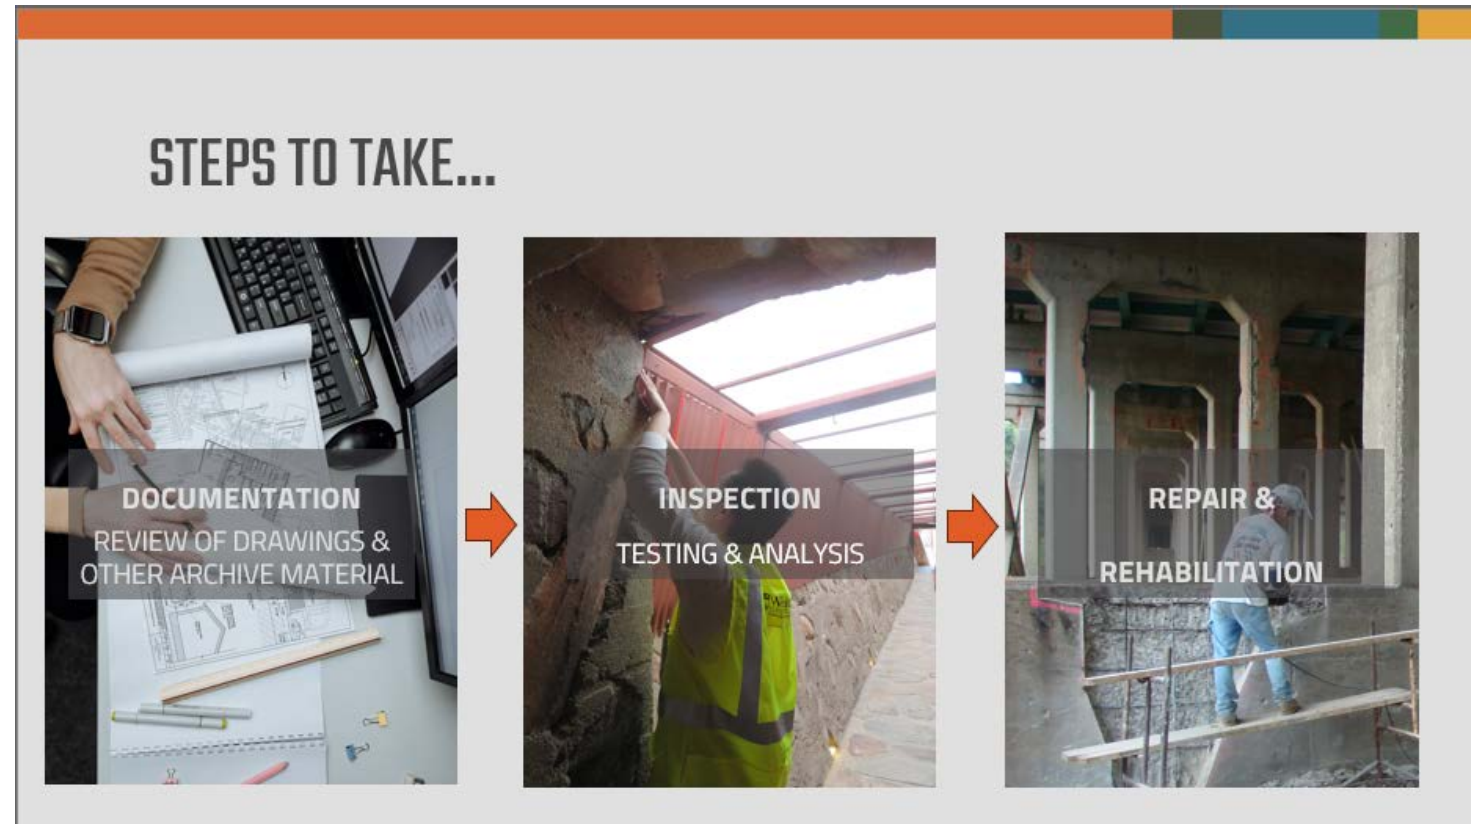 STEPS TO TAKE...
DOCUMENTATION
REVIEW OF DRAWINGS &
OTHER ARCHIVE MATERIAL
INSPECTION
TESTING & ANALYSIS
REPAIR &
REHABILITATION